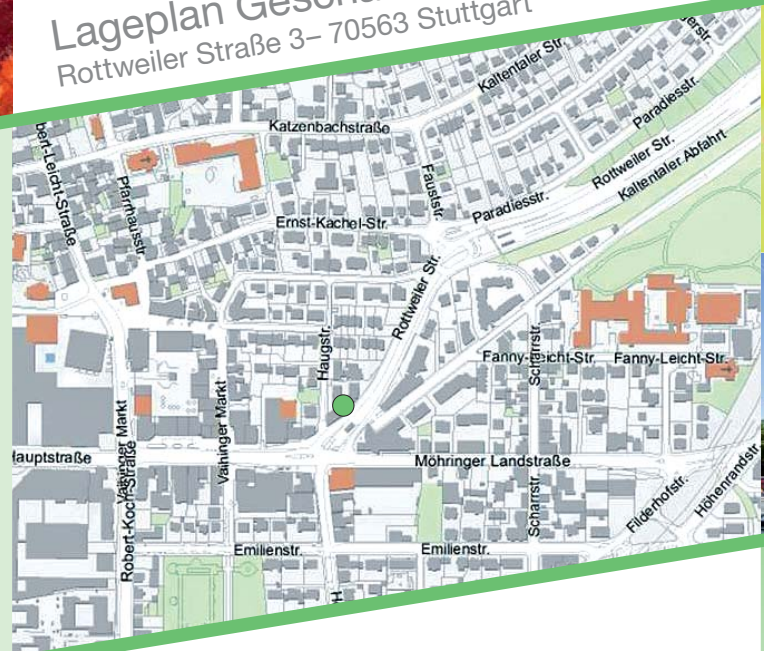 Lageplan
Rottweiler Straße 3– 70563 Stuttgart
Kaltentaler Str.
Katzenbachstraße
Paradiesstr.
Rottweiler Str.
Kaltentaler Abfahrt
Pfarrhausstr
Fauststr.
Paradiesstr.
Ernst-Kachel-Str.
Rottweiler Str.
Haugstr.
Scharrstr.
Fanny-Leicht-Str.
Fanny-Leicht-Str.
Vaihinger Markt
Vaihinger Markt
Hauptstraße
Möhringer Landstraße
Robert-Koch-Straße
Scharrstr.
Filderhofstr.
Höhenrandstr.
Emilienstr.
Emilienstr.